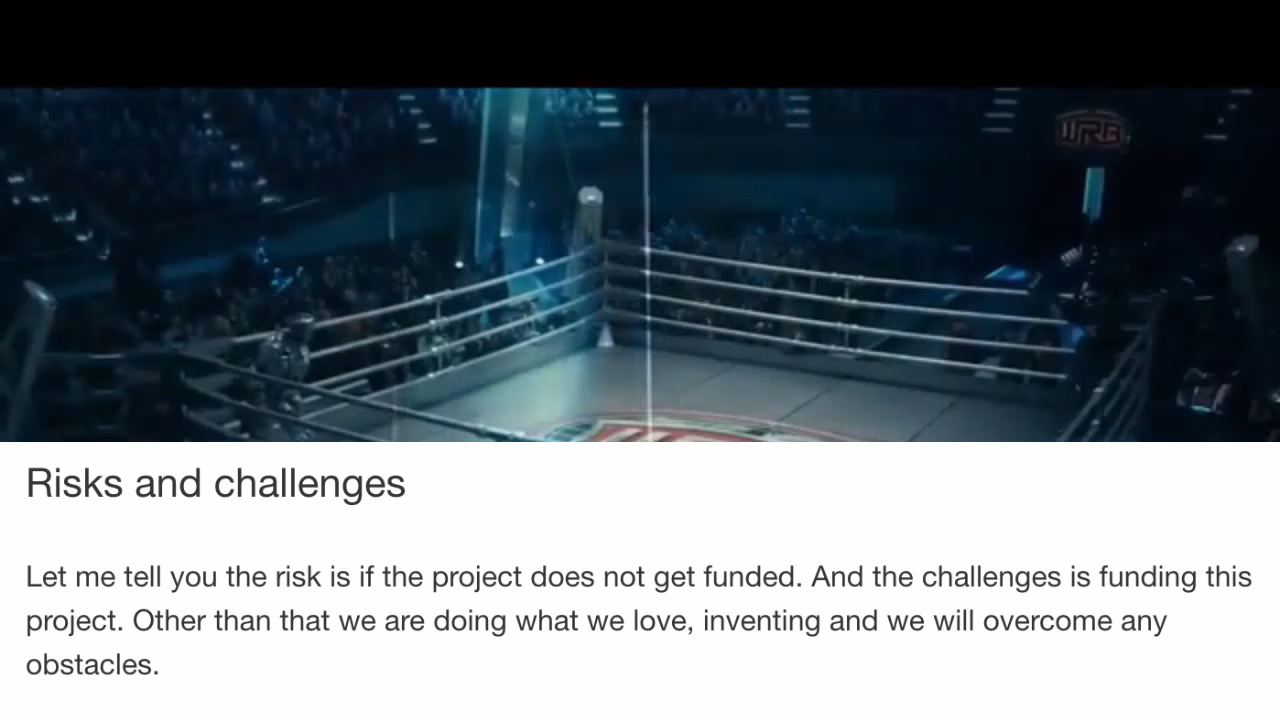 WRB
Risks and challenges
Let me tell you the risk is if the project does not get funded. And the challenges is funding this
project. Other than that we are doing what we love, inventing and we will overcome any
obstacles.